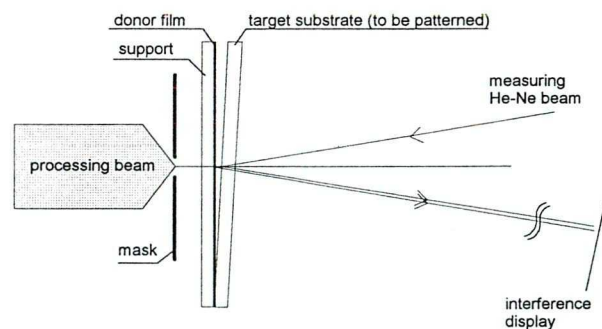 donor film
target substrate (to be patterned)
support
measuring
He-Ne beam
processing beam
mask
interference
display